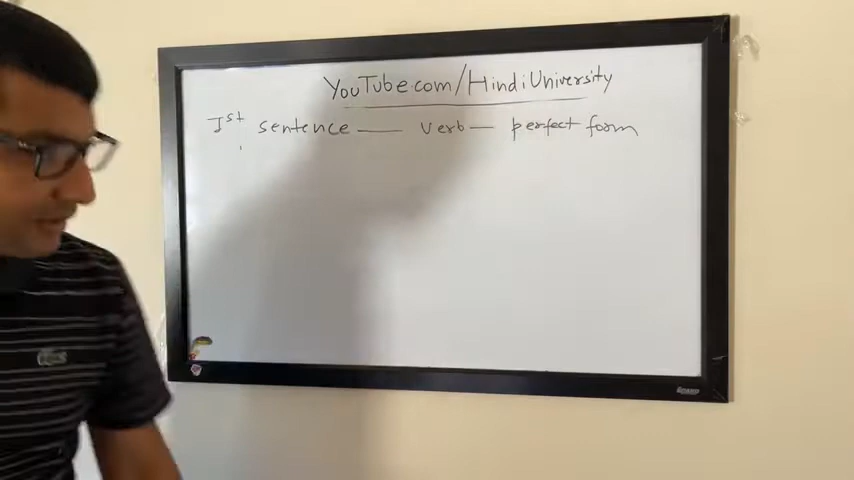 YouTube.com/HindiUniversity
Ist sentence — verb — perfect form